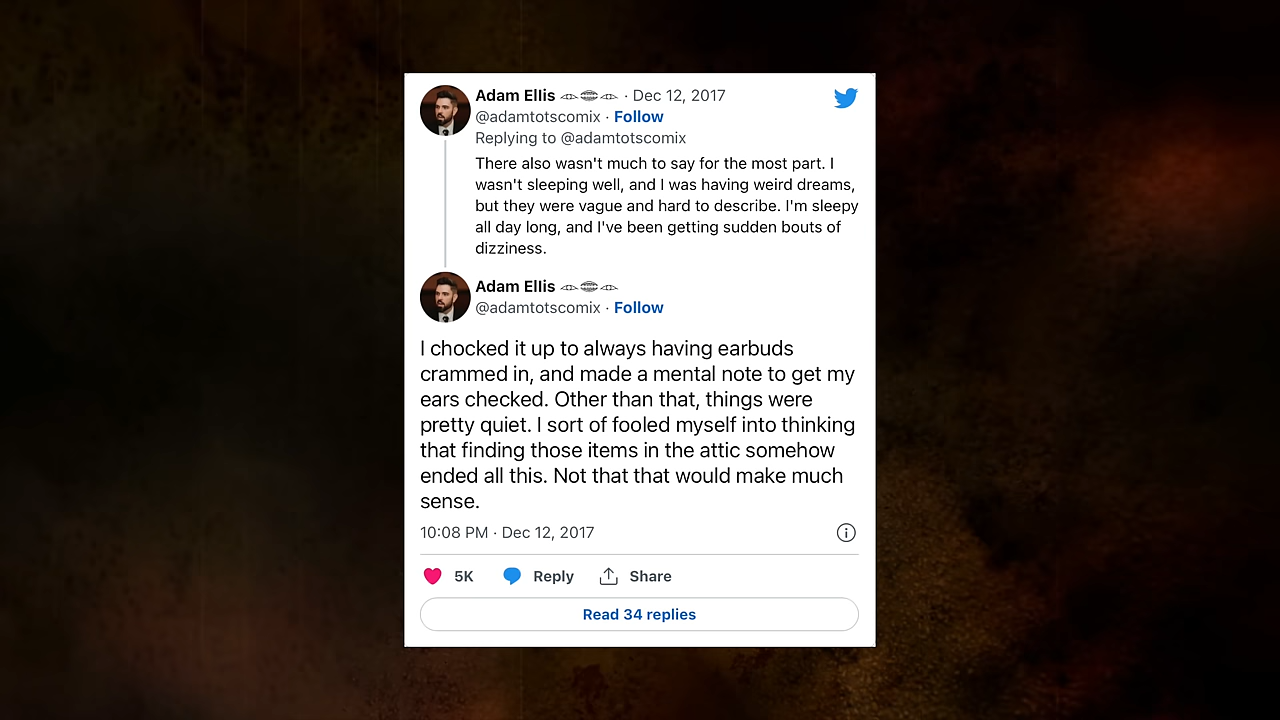 Adam Ellis · Dec 12, 2017
@adamtotscomix · Follow
Replying to @adamtotscomix
There also wasn't much to say for the most part. I
wasn't sleeping well, and I was having weird dreams,
but they were vague and hard to describe. I'm sleepy
all day long, and I've been getting sudden bouts of
dizziness.
Adam Ellis
@adamtotscomix · Follow
I chocked it up to always having earbuds
crammed in, and made a mental note to get my
ears checked. Other than that, things were
pretty quiet. I sort of fooled myself into thinking
that finding those items in the attic somehow
ended all this. Not that that would make much
sense.
10:08 PM · Dec 12, 2017
5K Reply Share
Read 34 replies